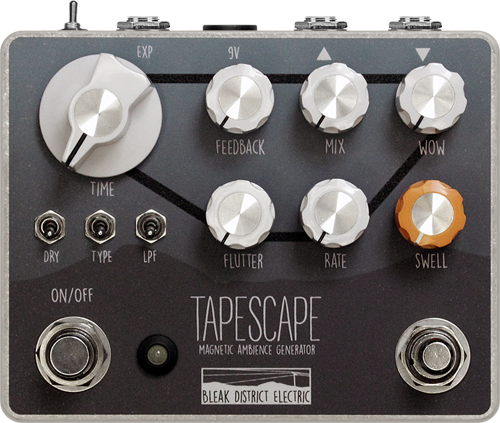 EXP 9V
FEEDBACK MIX WOW
TIME
DRY TYPE LPF FLUTTER RATE SWELL
ON/OFF
TAPESCAPE
MAGNETIC AMBIENCE GENERATOR
BLEAK DISTRICT ELECTRIC